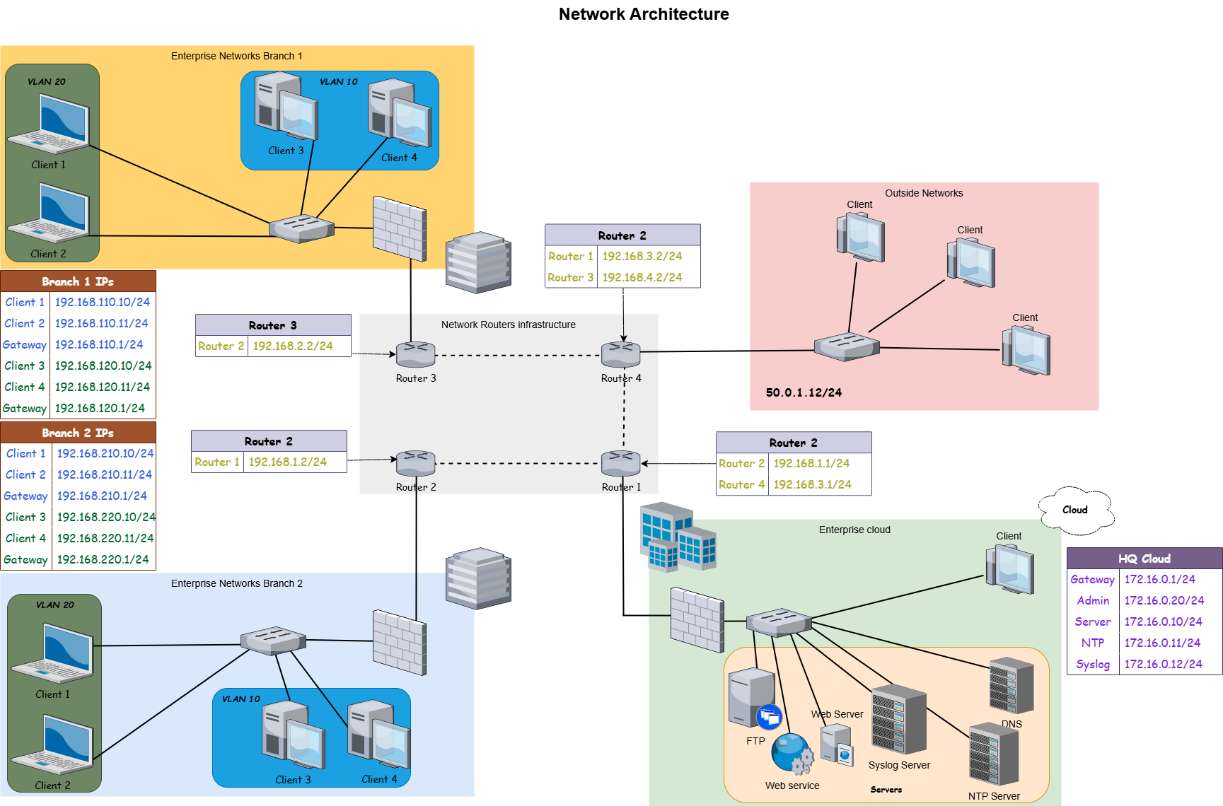 Network Architecture
Enterprise Networks Branch 1
VLAN 20
Client 1
Client 2
VLAN 10
Client 3
Client 4
Branch 1 IPs
Client 1 192.168.110.10/24
Client 2 192.168.110.11/24
Gateway 192.168.110.1/24
Client 3 192.168.120.10/24
Client 4 192.168.120.11/24
Gateway 192.168.120.1/24
Branch 2 IPs
Client 1 192.168.210.10/24
Client 2 192.168.210.11/24
Gateway 192.168.210.1/24
Client 3 192.168.220.10/24
Client 4 192.168.220.11/24
Gateway 192.168.220.1/24
Router 3
Router 2 192.168.2.2/24
Router 2
Router 1 192.168.3.2/24
Router 3 192.168.4.2/24
Network Routers infrastructure
Router 3
Router 4
Router 2
Router 1
Router 2
Router 1 192.168.1.2/24
Router 2
Router 2 192.168.1.1/24
Router 4 192.168.3.1/24
Outside Networks
Client
Client
Client
50.0.1.12/24
Enterprise Networks Branch 2
VLAN 20
Client 1
Client 2
VLAN 10
Client 3
Client 4
Enterprise cloud
Cloud
Client
HQ Cloud
Gateway 172.16.0.1/24
Admin 172.16.0.20/24
Server 172.16.0.10/24
NTP 172.16.0.11/24
Syslog 172.16.0.12/24
FTP
Web service
Web Server
Syslog Server
DNS
NTP Server
Servers